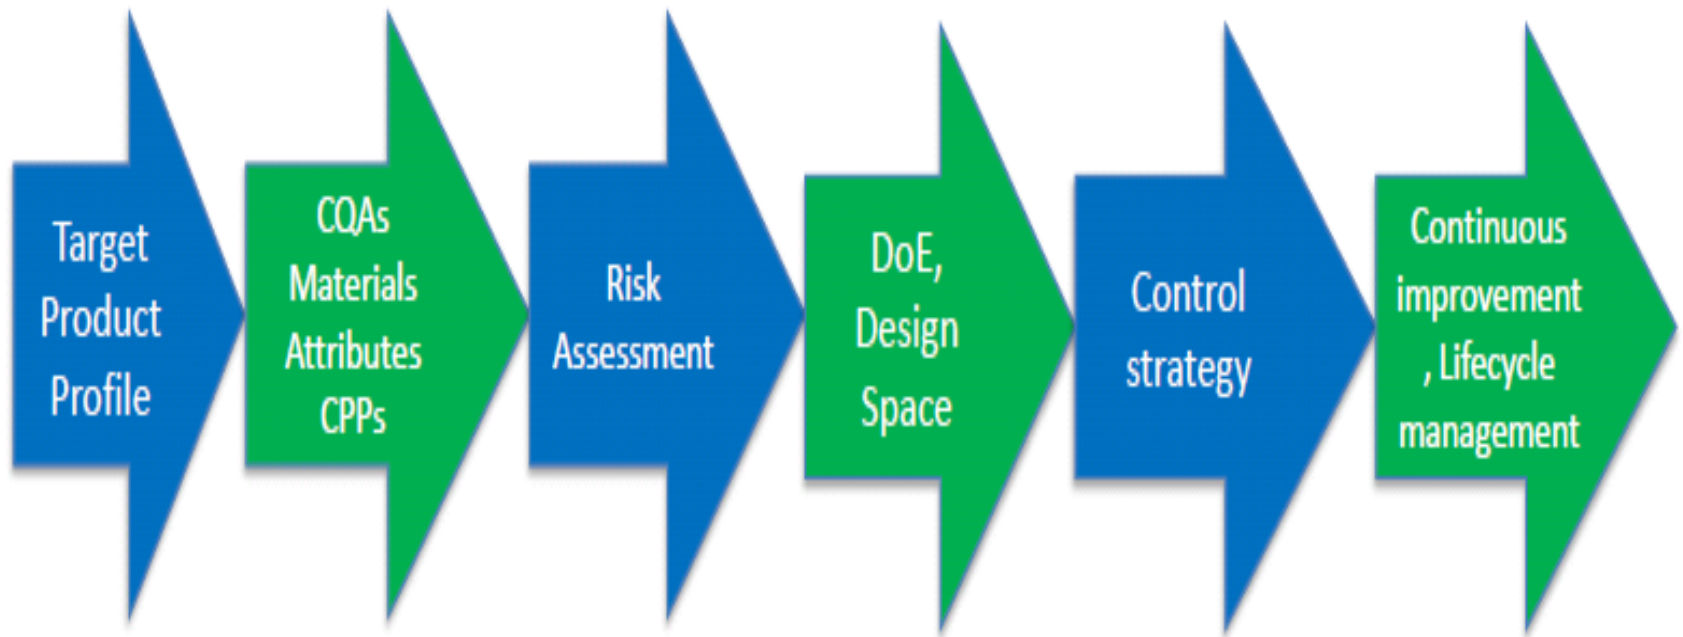 Target
Product
Profile
CQAs
Materials
Attributes
CPPs
Risk
Assessment
DoE,
Design
Space
Control
strategy
Continuous
improvement
, Lifecycle
management